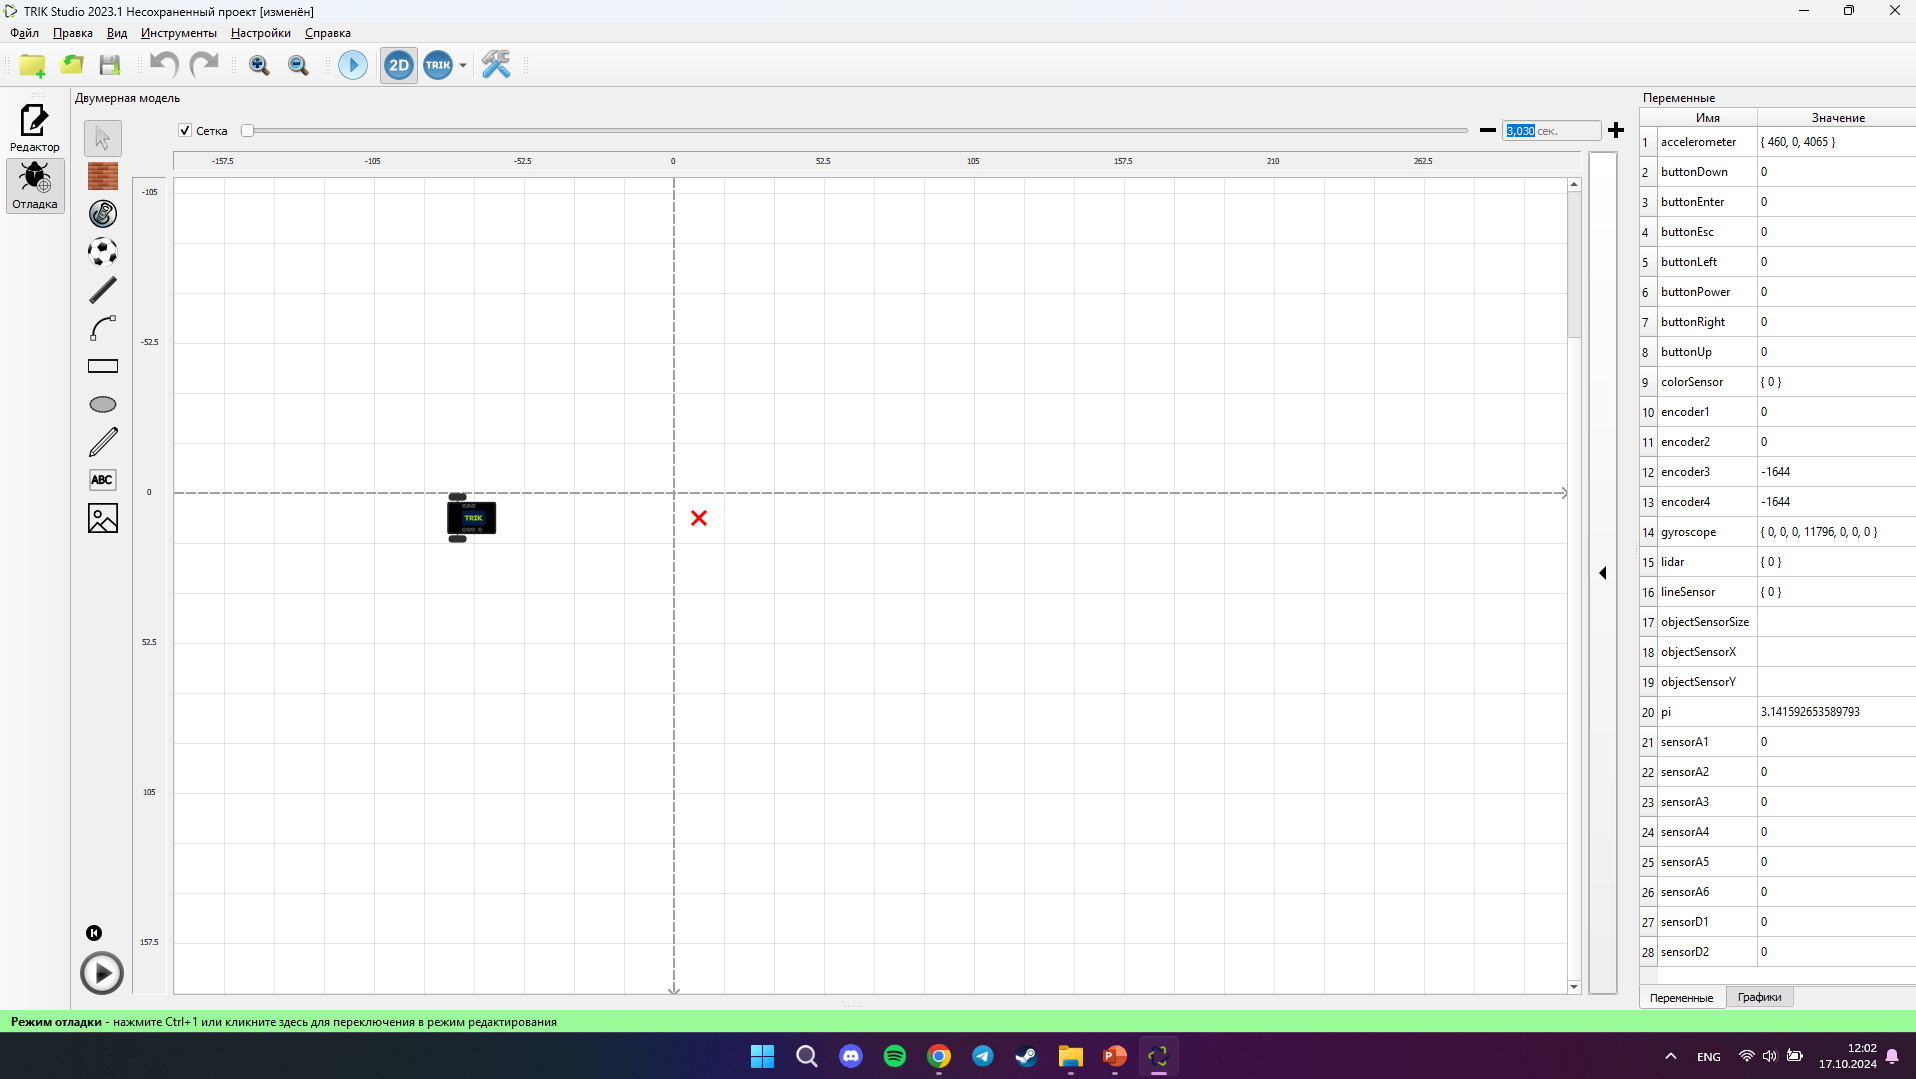 TRIK Studio 2023.1 Несохраненный проект [изменён]
Файл Правка Вид Инструменты Настройки Справка
2D TRIK
Двумерная модель
Переменные
Редактор
Отладка
Сетка
3,030 сек.
-157.5 -105 -52.5 0 52.5 105 157.5 210 262.5
-105
-52.5
0
52.5
105
157.5
ABC
TRIK
Имя Значение
1 accelerometer { 460, 0, 4065 }
2 buttonDown 0
3 buttonEnter 0
4 buttonEsc 0
5 buttonLeft 0
6 buttonPower 0
7 buttonRight 0
8 buttonUp 0
9 colorSensor { 0 }
10 encoder1 0
11 encoder2 0
12 encoder3 -1644
13 encoder4 -1644
14 gyroscope { 0, 0, 0, 11796, 0, 0, 0 }
15 lidar { 0 }
16 lineSensor { 0 }
17 objectSensorSize
18 objectSensorX
19 objectSensorY
20 pi 3.141592653589793
21 sensorA1 0
22 sensorA2 0
23 sensorA3 0
24 sensorA4 0
25 sensorA5 0
26 sensorA6 0
27 sensorD1 0
28 sensorD2 0
Переменные Графики
Режим отладки - нажмите Ctrl+1 или кликните здесь для переключения в режим редактирования
ENG
12:02
17.10.2024